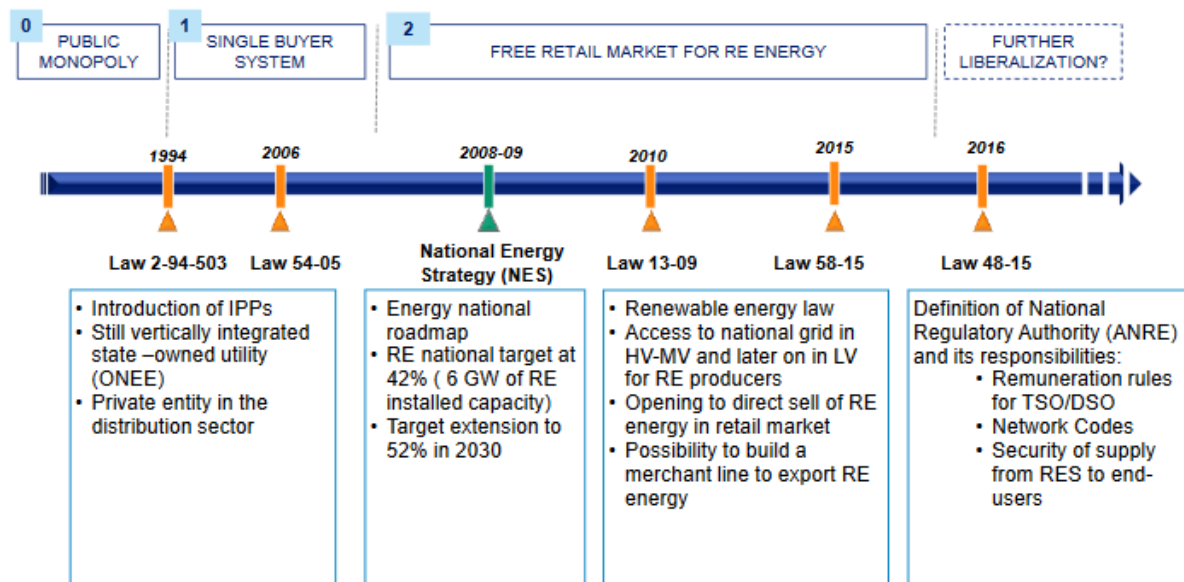 0
PUBLIC
MONOPOLY
1
SINGLE BUYER
SYSTEM
2
FREE RETAIL MARKET FOR RE ENERGY
FURTHER
LIBERALIZATION?
1994
2006
2008-09
2010
2015
2016
Law 2-94-503
Law 54-05
National Energy
Strategy (NES)
Law 13-09
Law 58-15
Law 48-15
• Introduction of IPPs
• Still vertically integrated
state –owned utility
(ONEE)
• Private entity in the
distribution sector
• Energy national
roadmap
• RE national target at
42% ( 6 GW of RE
installed capacity)
• Target extension to
52% in 2030
• Renewable energy law
• Access to national grid in
HV-MV and later on in LV
for RE producers
• Opening to direct sell of RE
energy in retail market
• Possibility to build a
merchant line to export RE
energy
Definition of National
Regulatory Authority (ANRE)
and its responsibilities:
• Remuneration rules
for TSO/DSO
• Network Codes
• Security of supply
from RES to end-
users